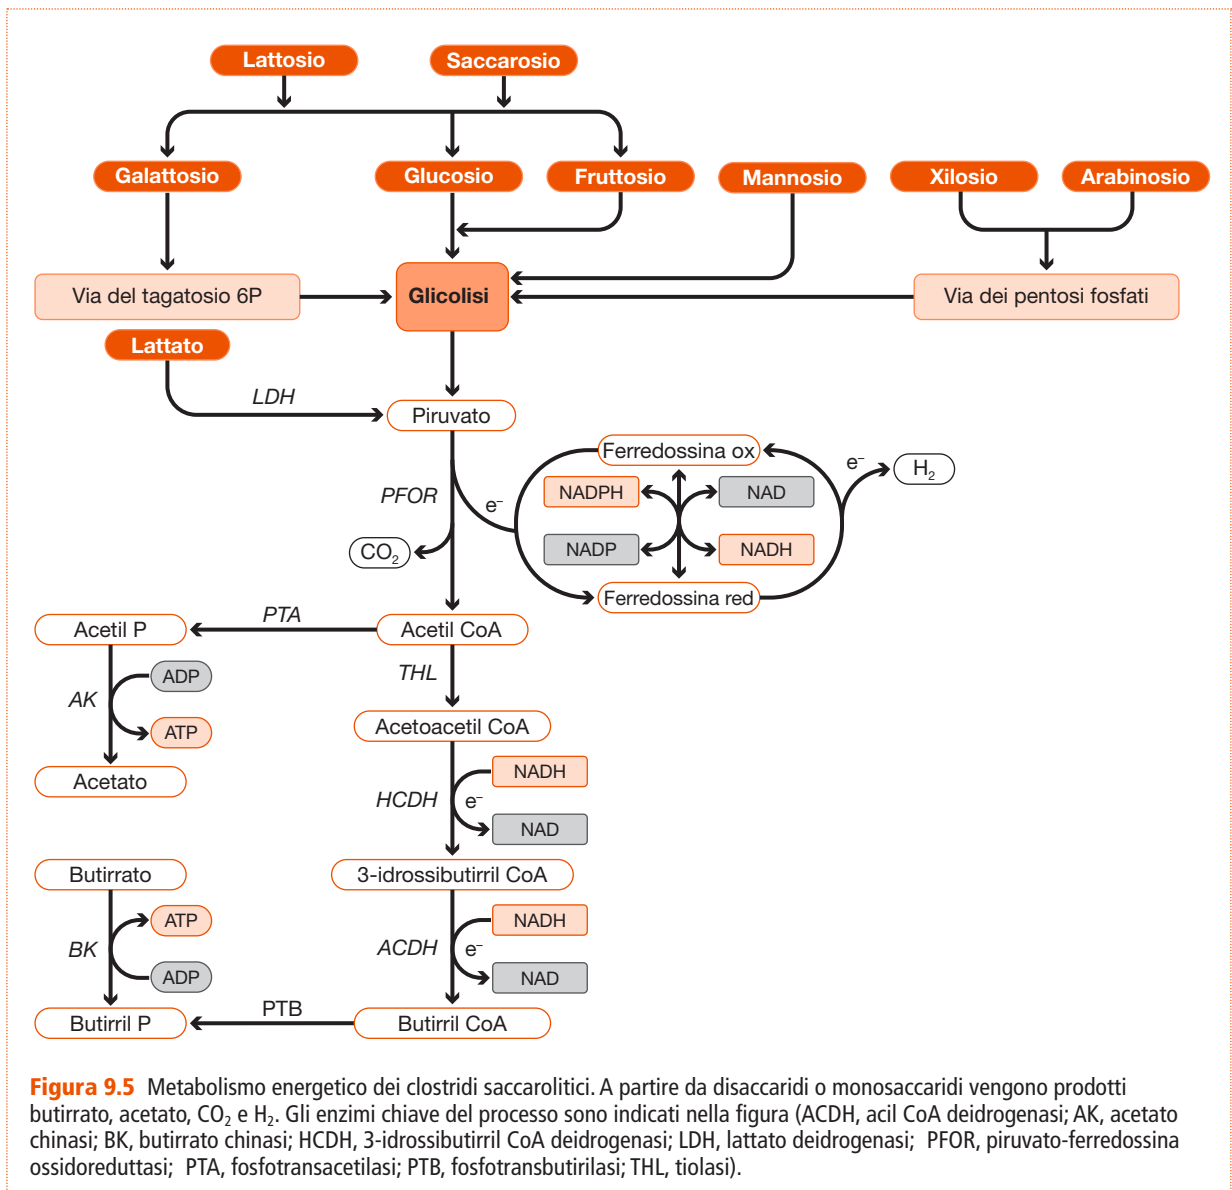 Lattosio Saccarosio
Galattosio Glucosio Fruttosio Mannosio Xilosio Arabinosio
Via del tagatosio 6P Glicolisi Via dei pentosi fosfati
Lattato
LDH
Piruvato
Ferredossina ox
e⁻ H₂
PFOR e⁻ NADPH NAD
CO₂ NADP NADH
Ferredossina red
Acetil P PTA Acetil CoA
THL
ADP
AK
ATP Acetoacetil CoA
Acetato NADH
HCDH e⁻
NAD
Butirrato 3-idrossibutirril CoA
ATP NADH
BK ACDH e⁻
ADP NAD
Butirril P PTB Butirril CoA
Figura 9.5 Metabolismo energetico dei clostridi saccarolitici. A partire da disaccaridi o monosaccaridi vengono prodotti
butirrato, acetato, CO₂ e H₂. Gli enzimi chiave del processo sono indicati nella figura (ACDH, acil CoA deidrogenasi; AK, acetato
chinasi; BK, butirrato chinasi; HCDH, 3-idrossibutirril CoA deidrogenasi; LDH, lattato deidrogenasi; PFOR, piruvato-ferredossina
ossidoreduttasi; PTA, fosfotransacetilasi; PTB, fosfotransbutirilasi; THL, tiolasi).